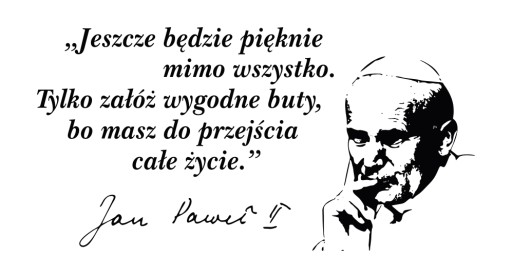 „Jeszcze będzie pięknie
mimo wszystko.
Tylko załóż wygodne buty,
bo masz do przejścia
całe życie.”
Jan Paweł II